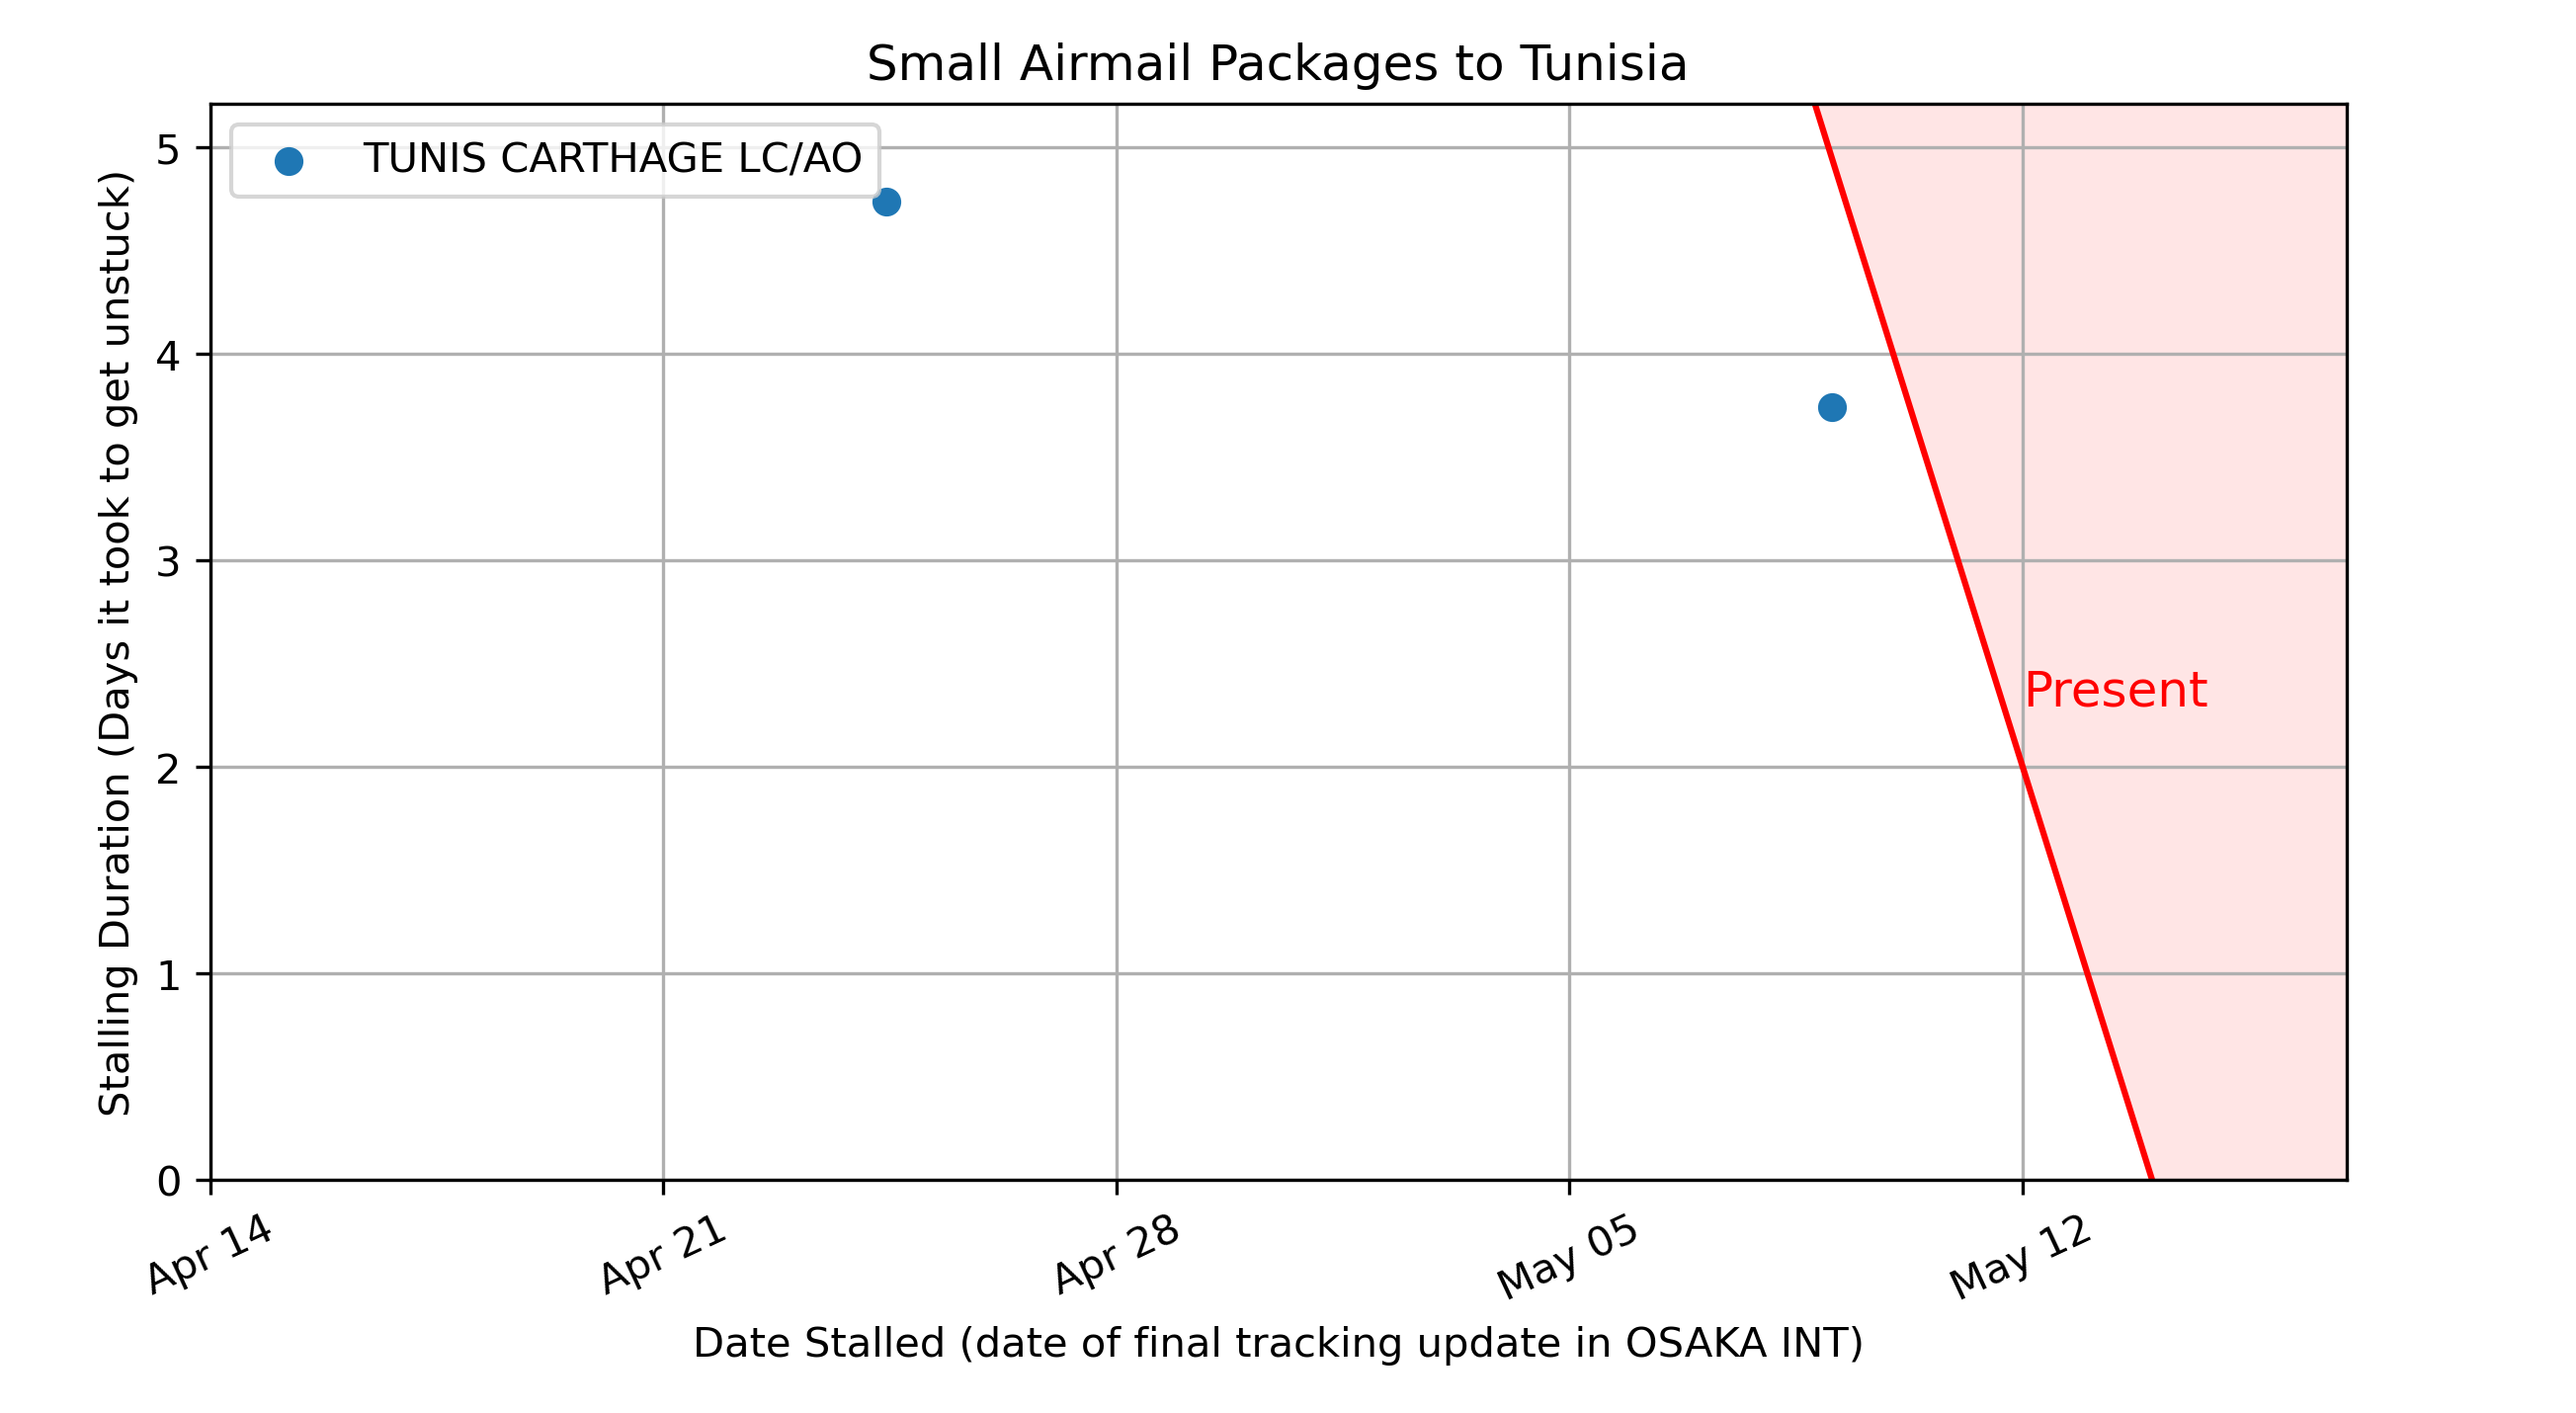 Small Airmail Packages to Tunisia
TUNIS CARTHAGE LC/AO
Stalling Duration (Days it took to get unstuck)
5
4
3
2
1
0
Present
Apr 14
Apr 21
Apr 28
May 05
May 12
Date Stalled (date of final tracking update in OSAKA INT)